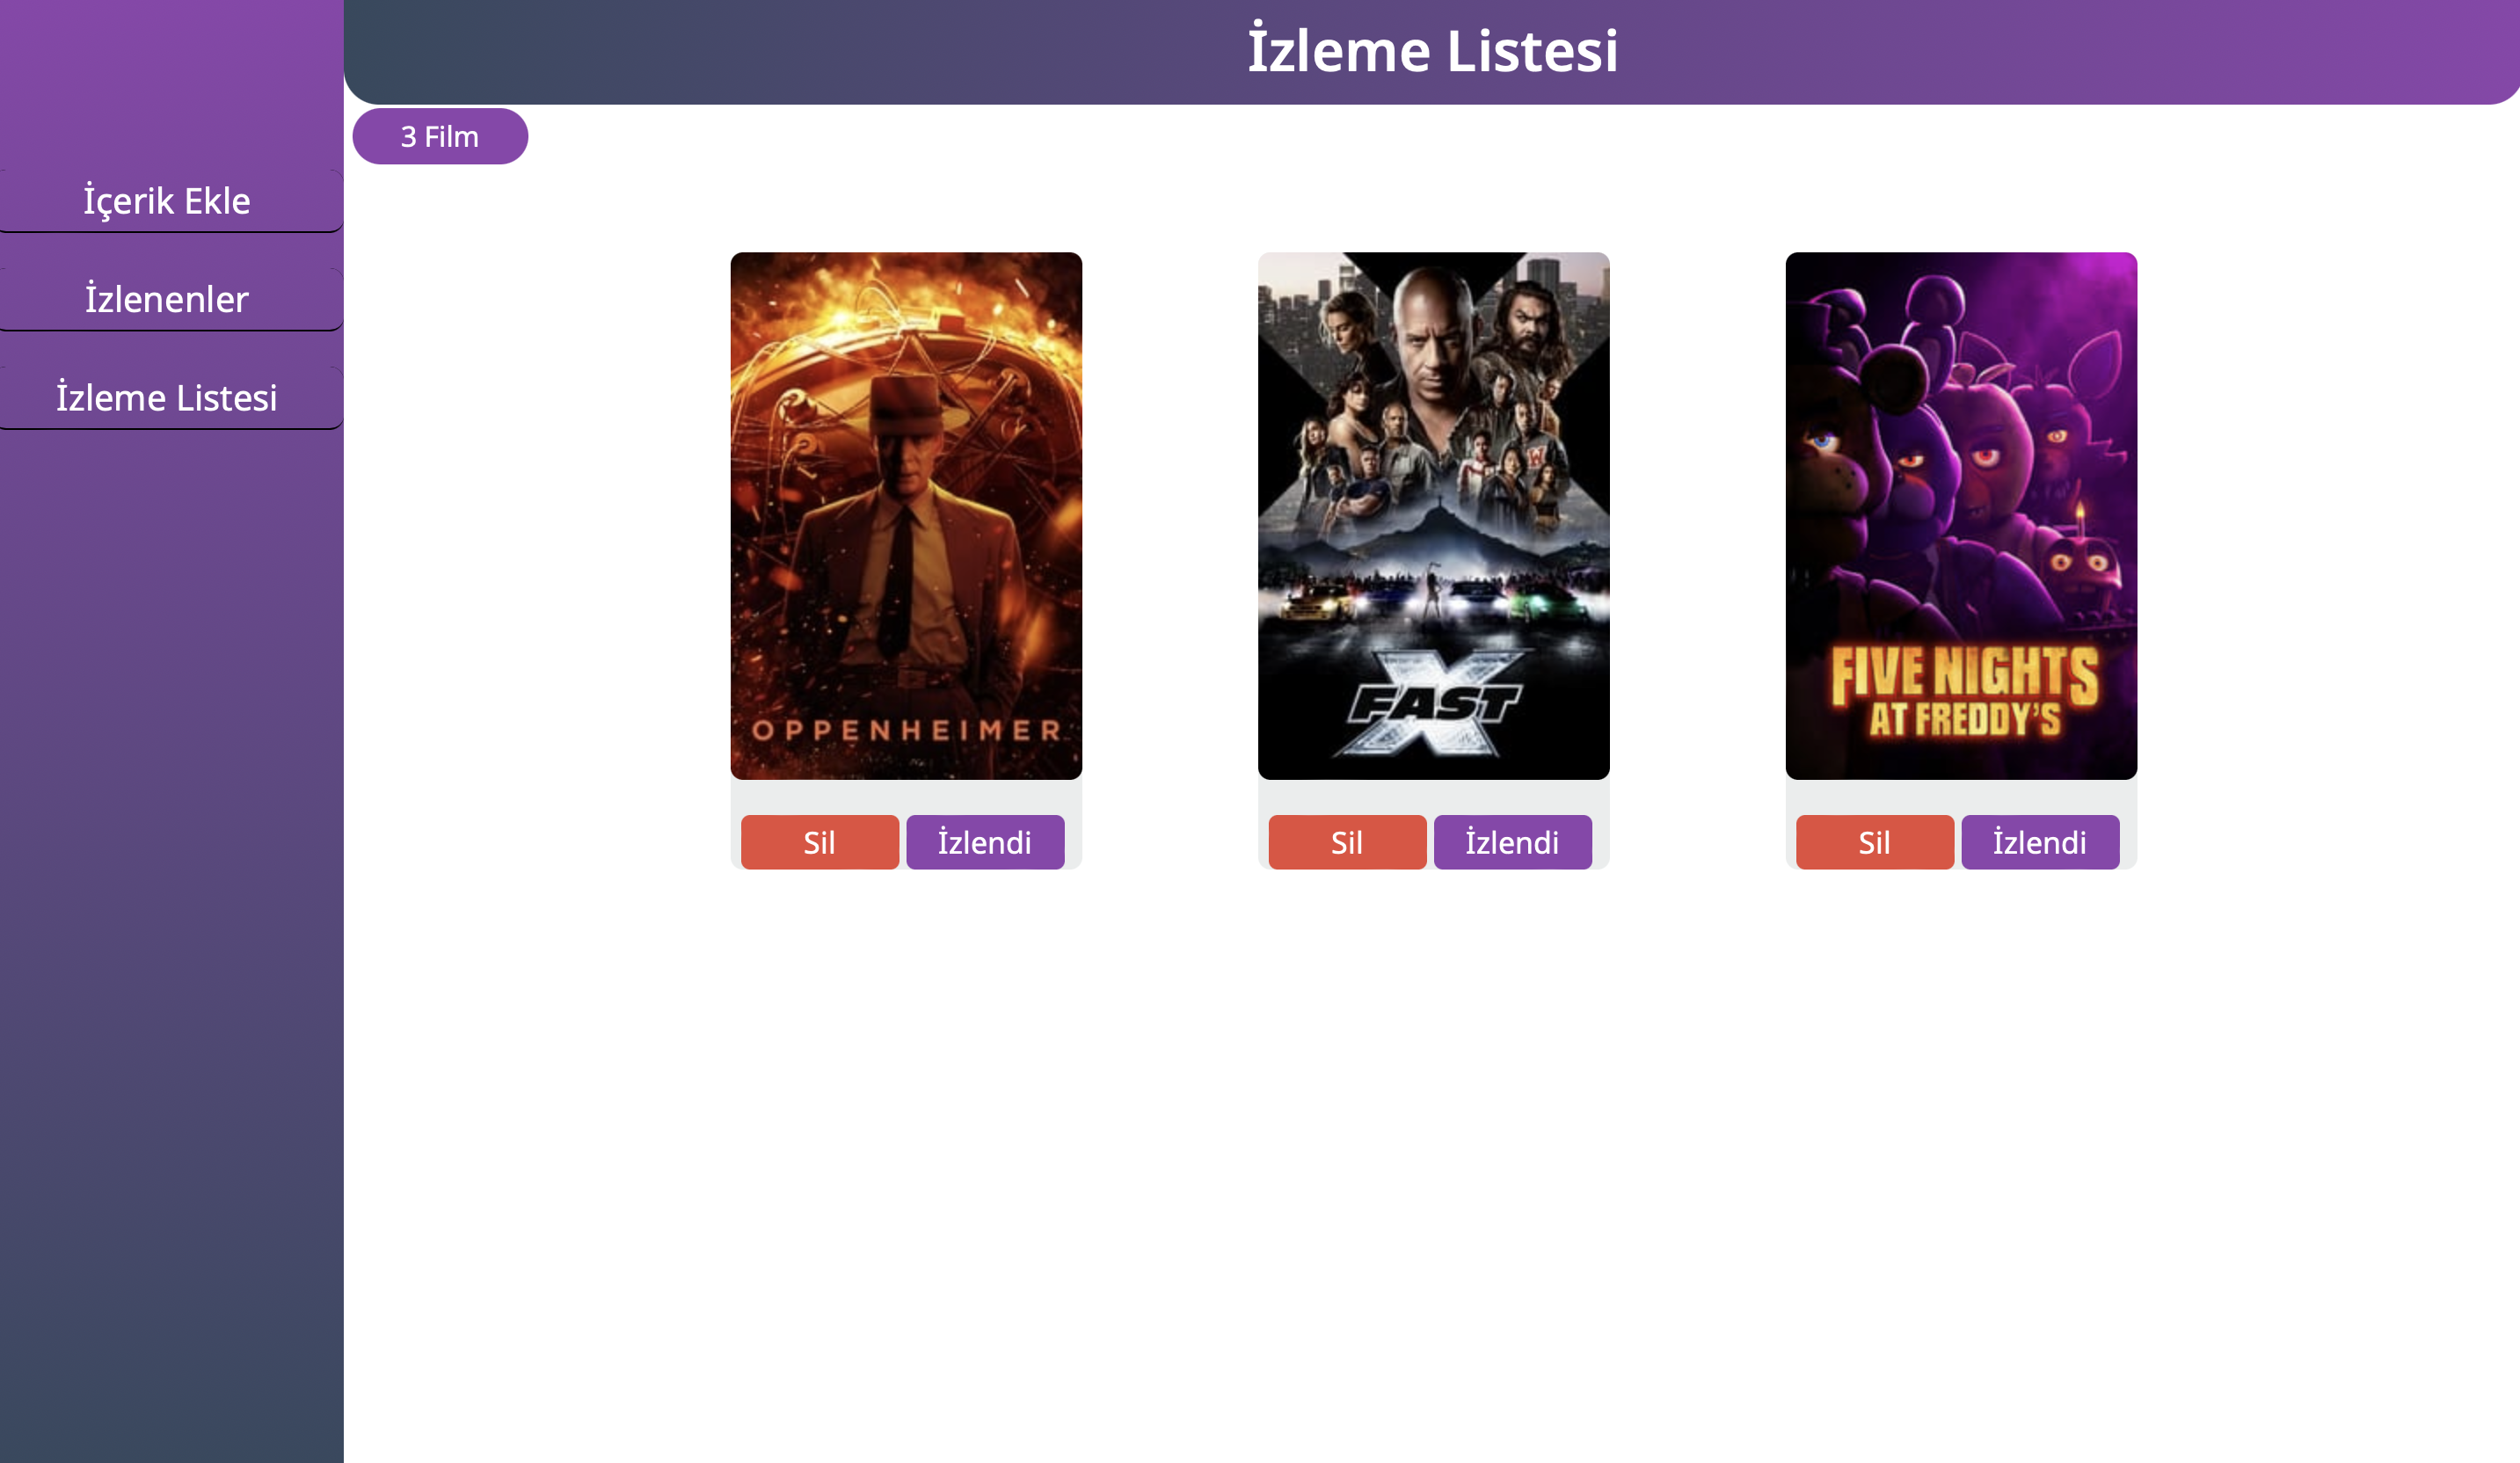 İzleme Listesi
3 Film
İçerik Ekle
İzlenenler
İzleme Listesi
OPPENHEIMER
FAST X
FIVE NIGHTS
AT FREDDY'S
Sil İzlendi
Sil İzlendi
Sil İzlendi